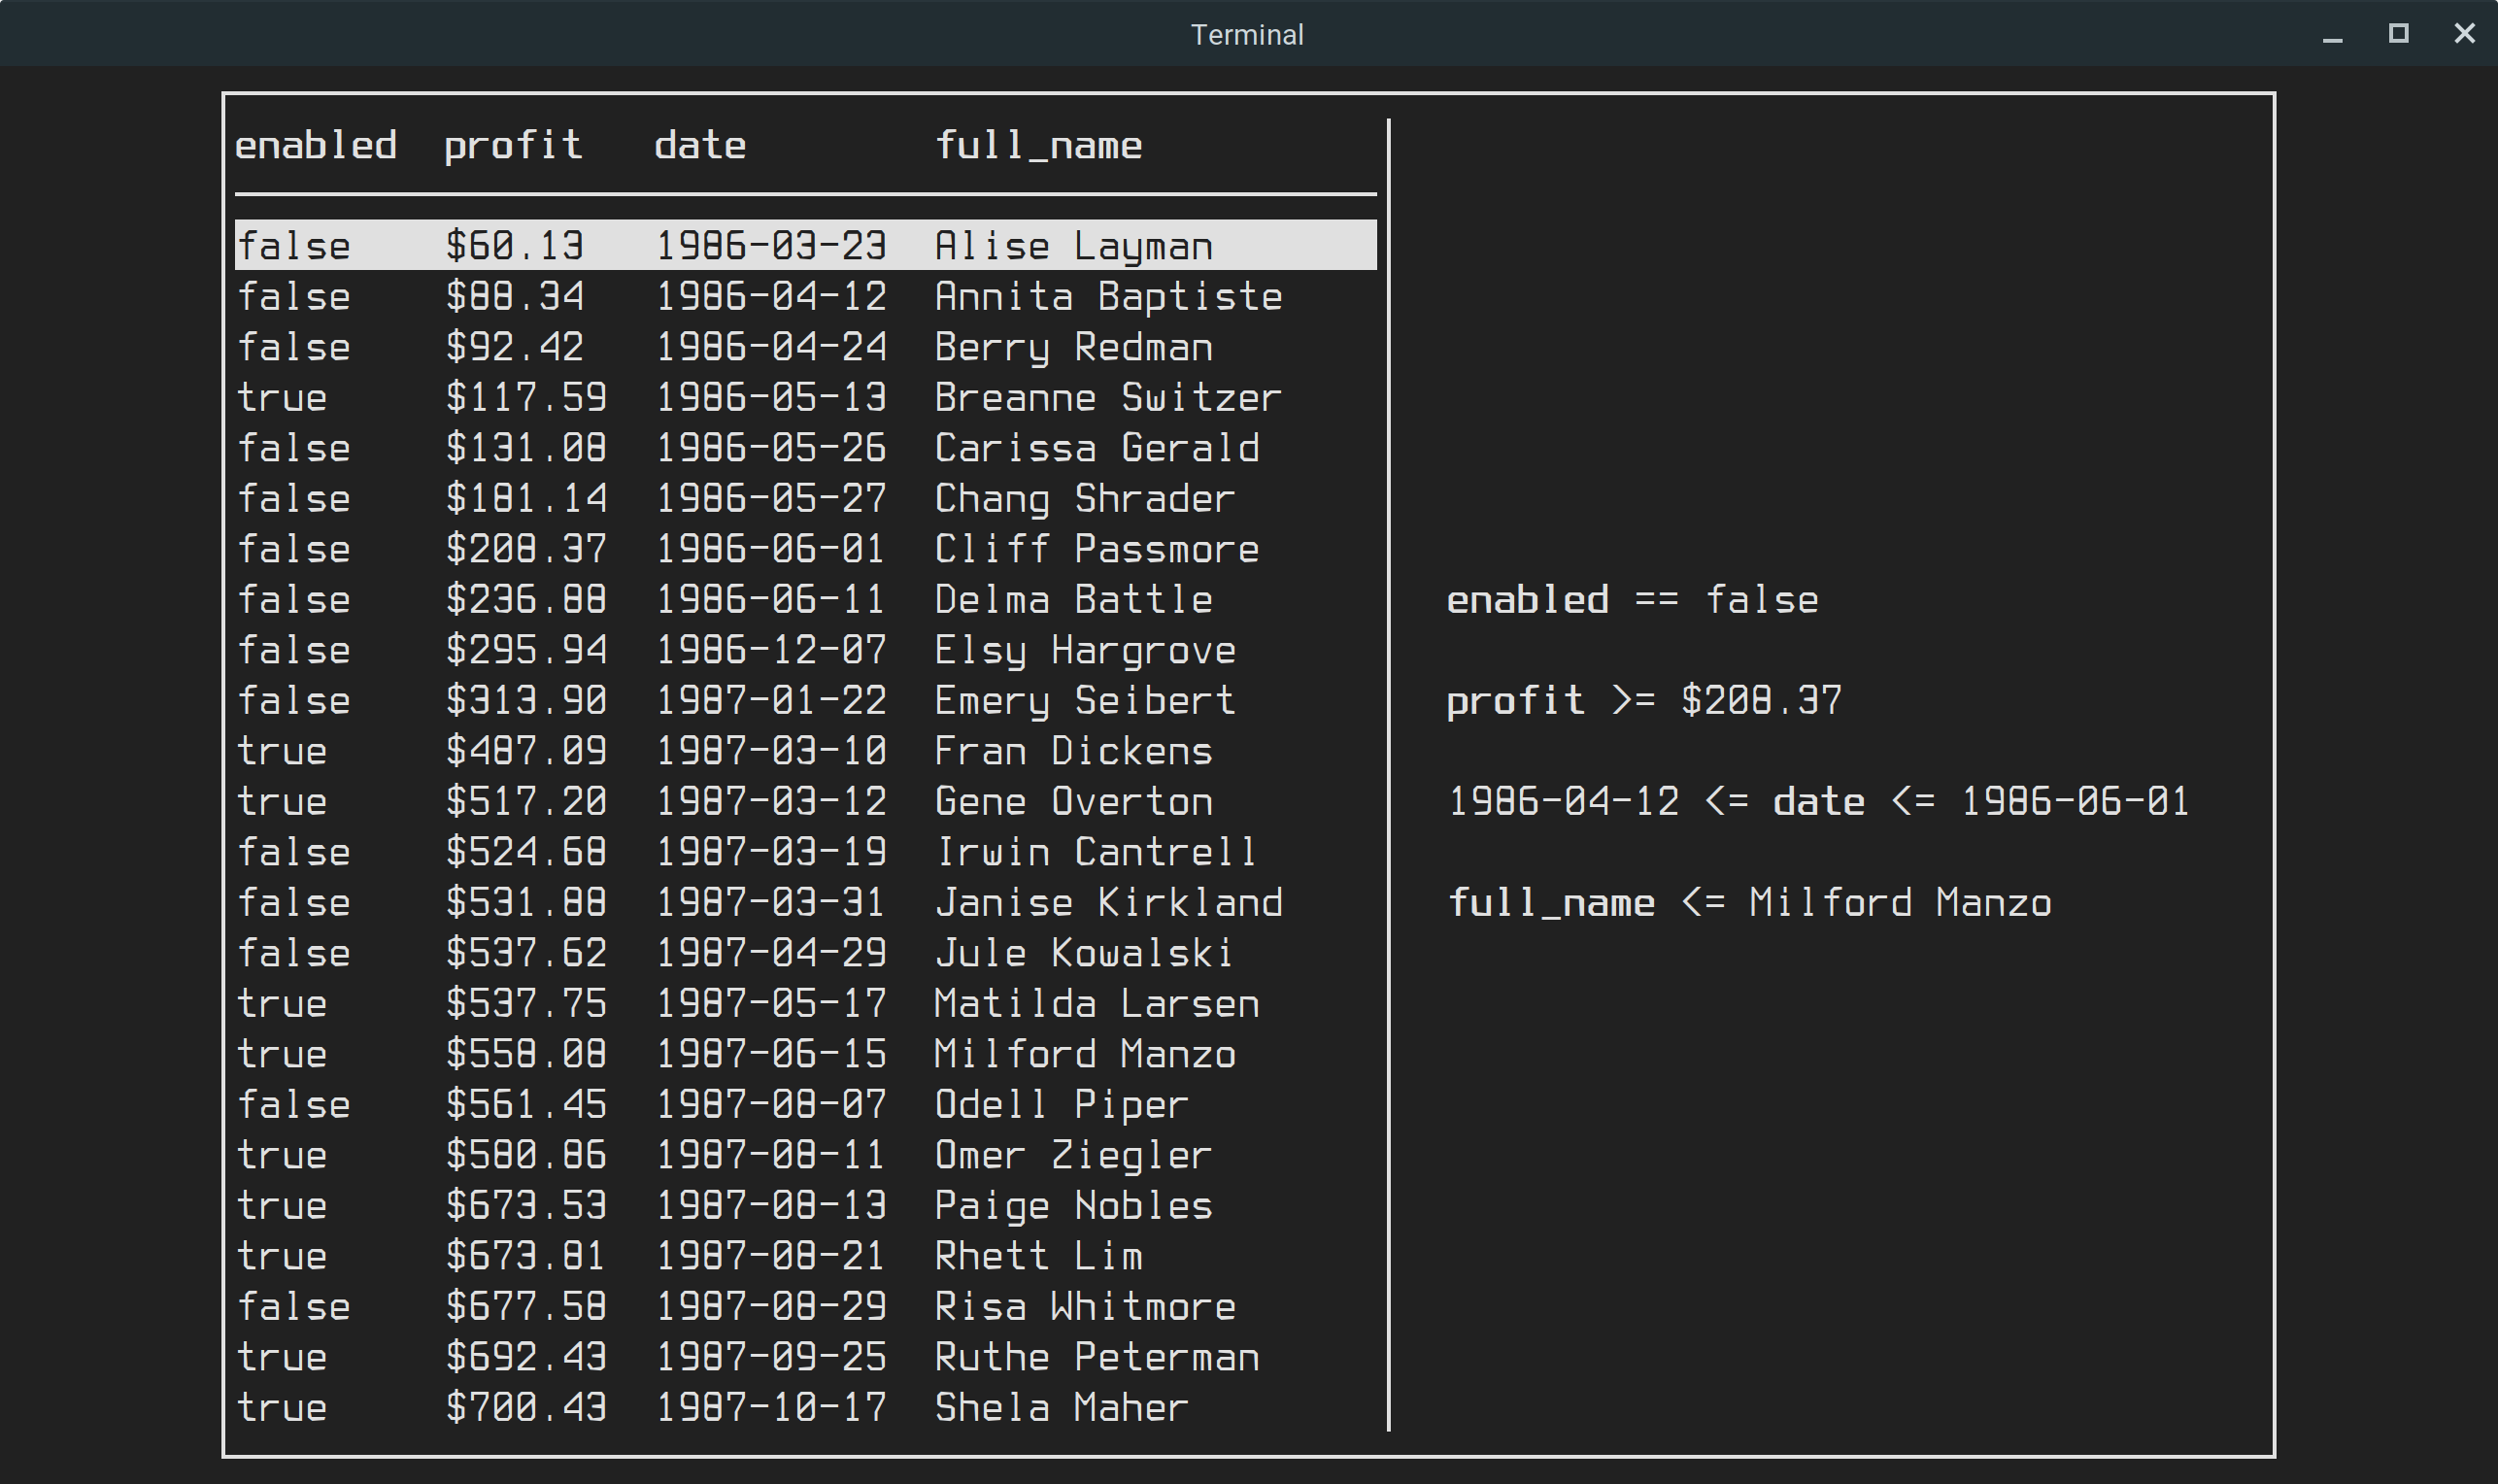 Terminal
enabled profit date full_name
false $60.13 1986-03-23 Alise Layman
false $88.34 1986-04-12 Annita Baptiste
false $92.42 1986-04-24 Berry Redman
true $117.59 1986-05-13 Breanne Switzer
false $131.08 1986-05-26 Carissa Gerald
false $181.14 1986-05-27 Chang Shrader
false $208.37 1986-06-01 Cliff Passmore
false $236.88 1986-06-11 Delma Battle
false $295.94 1986-12-07 Elsy Hargrove
false $313.90 1987-01-22 Emery Seibert
true $487.09 1987-03-10 Fran Dickens
true $517.20 1987-03-12 Gene Overton
false $524.68 1987-03-19 Irwin Cantrell
false $531.88 1987-03-31 Janise Kirkland
false $537.62 1987-04-29 Jule Kowalski
true $537.75 1987-05-17 Matilda Larsen
true $558.08 1987-06-15 Milford Manzo
false $561.45 1987-08-07 Odell Piper
true $580.86 1987-08-11 Omer Ziegler
true $673.53 1987-08-13 Paige Nobles
true $673.81 1987-08-21 Rhett Lim
false $677.58 1987-08-29 Risa Whitmore
true $692.43 1987-09-25 Ruthe Peterman
true $700.43 1987-10-17 Shela Maher
enabled == false
profit >= $208.37
1986-04-12 <= date <= 1986-06-01
full_name <= Milford Manzo